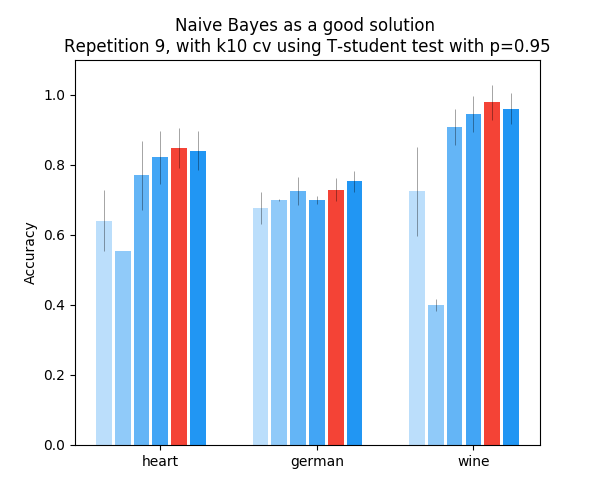 Naive Bayes as a good solution
Repetition 9, with k10 cv using T-student test with p=0.95
1.0
0.8
0.6
0.4
0.2
0.0
Accuracy
heart
german
wine